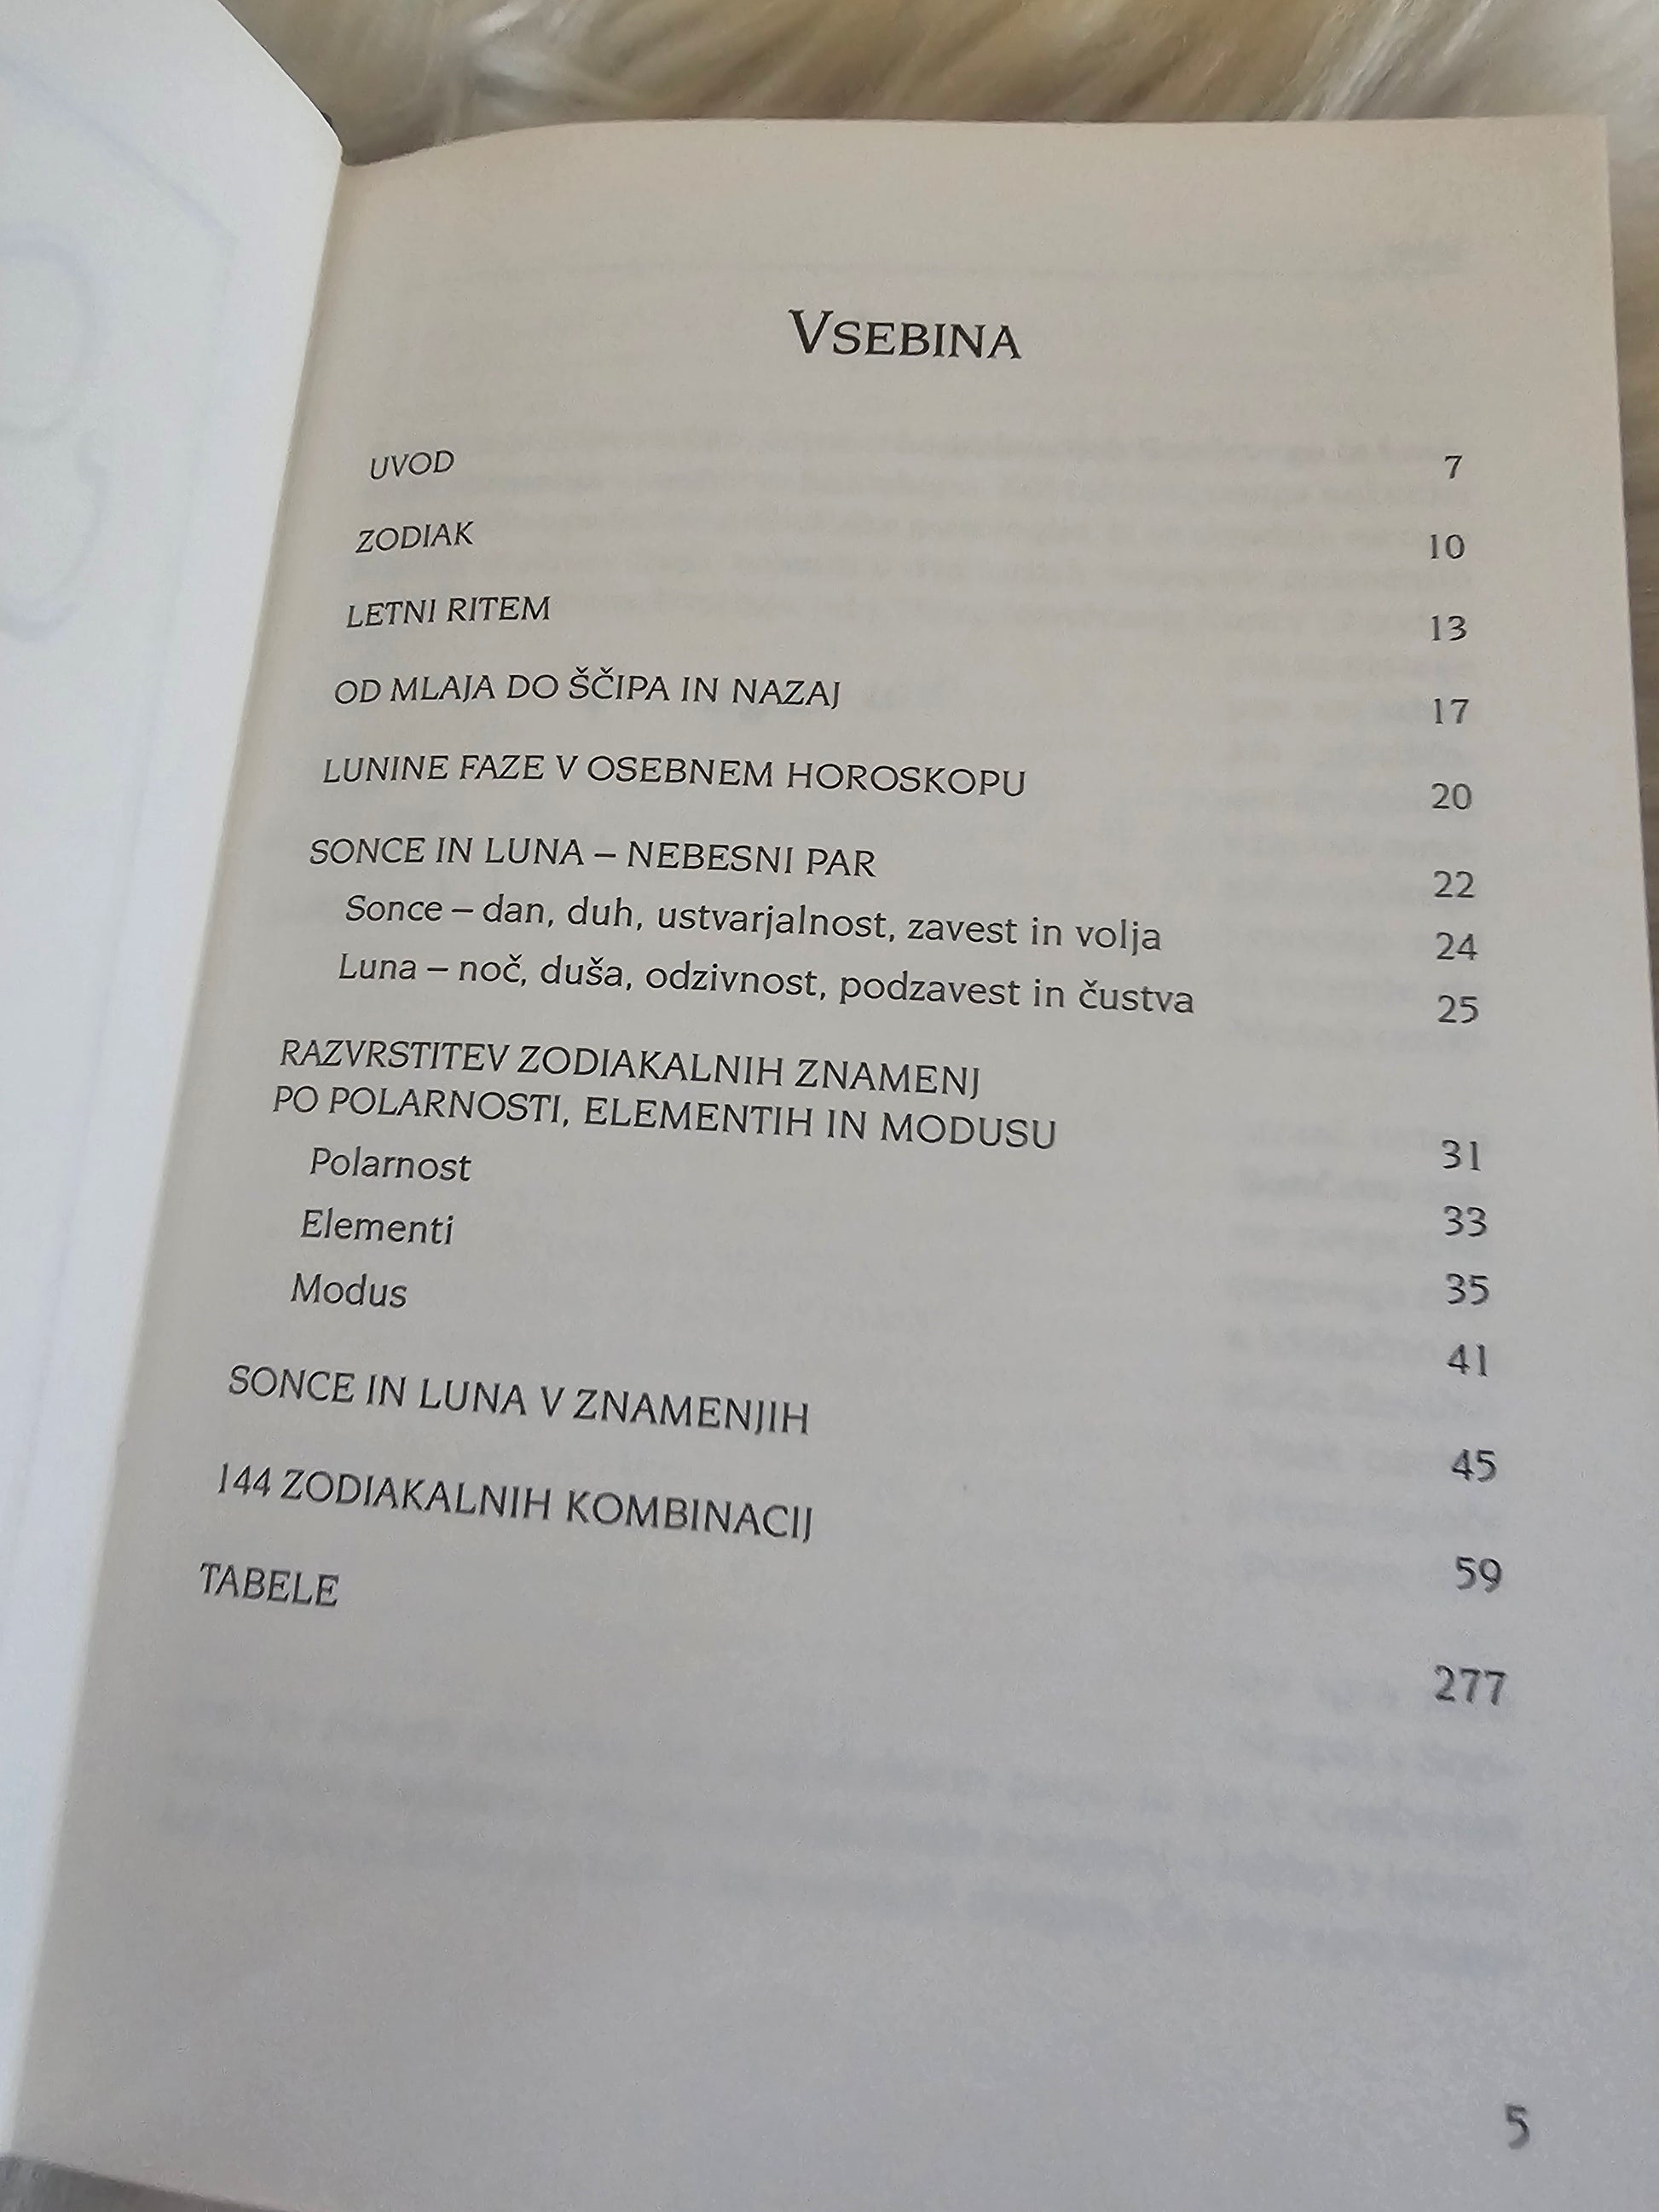 VSEBINA
UVOD 7
ZODIAK 10
LETNI RITEM 13
OD MLAJA DO ŠČIPA IN NAZAJ 17
LUNINE FAZE V OSEBNEM HOROSKOPU 20
SONCE IN LUNA – NEBESNI PAR 22
Sonce – dan, duh, ustvarjalnost, zavest in volja 24
Luna – noč, duša, odzivnost, podzavest in čustva 25
RAZVRSTITEV ZODIAKALNIH ZNAMENJ
PO POLARNOSTI, ELEMENTIH IN MODUSU 31
Polarnost 33
Elementi 35
Modus 41
SONCE IN LUNA V ZNAMENJIH 45
144 ZODIAKALNIH KOMBINACIJ 59
TABELE 277
5